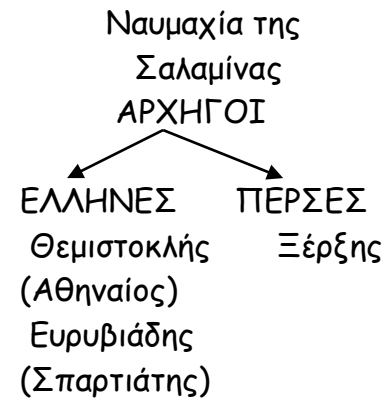 Ναυμαχία της
Σαλαμίνας
ΑΡΧΗΓΟΙ
ΕΛΛΗΝΕΣ ΠΕΡΣΕΣ
Θεμιστοκλής Ξέρξης
(Αθηναίος)
Ευρυβιάδης
(Σπαρτιάτης)